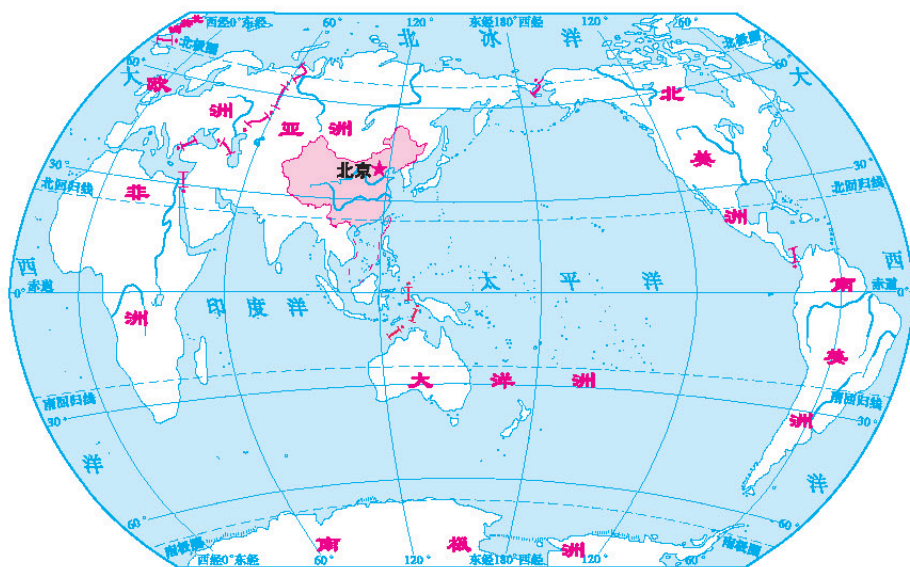 西经0°东经 60° 120° 东经180°西经 120° 60°
北极圈 北冰洋 北极圈
60° 60°
大 大
欧洲
亚洲
北美洲
北京
30° 30°
北回归线 北回归线
非洲
西 西
太平洋
印度洋
赤道 赤道
0° 0°
南美洲
大洋洲
南回归线 南回归线
30° 30°
洋 洋
60° 60°
南极圈 南极圈
南极洲
西经0°东经 60° 120° 东经180°西经 120° 60°